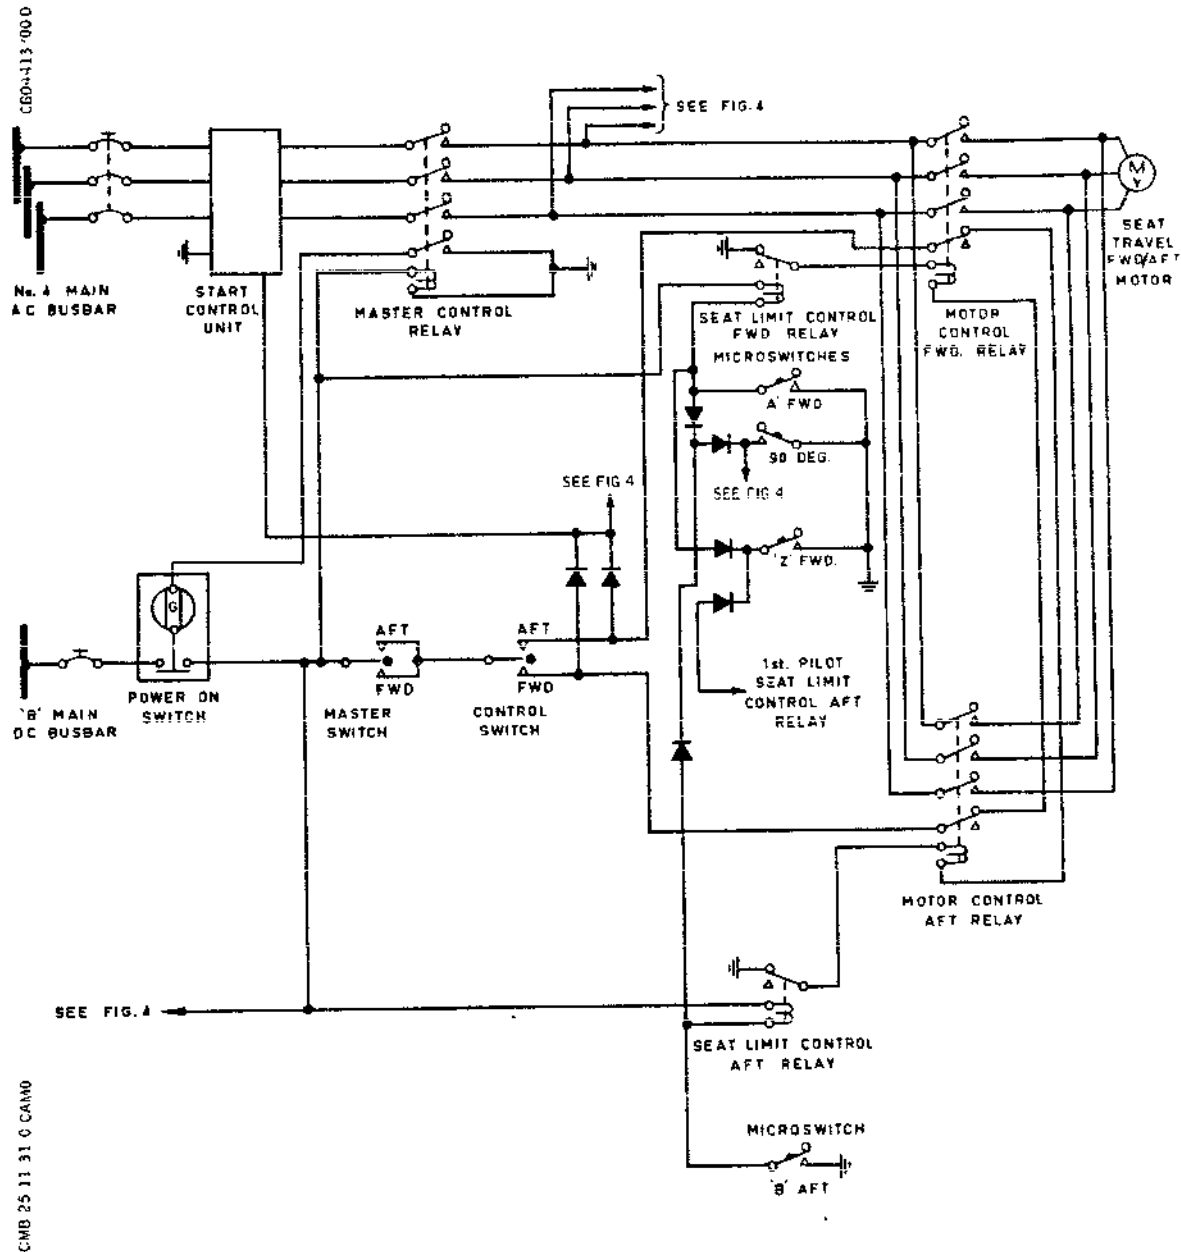 CB04413 000
SEE FIG. 4
M
SEAT
TRAVEL
FWD/AFT
MOTOR
No. 4 MAIN
AC BUSBAR
START
CONTROL
UNIT
MASTER CONTROL
RELAY
SEAT LIMIT CONTROL
FWD RELAY
MOTOR
CONTROL
FWD. RELAY
MICROSWITCHES
'A' FWD
90 DEG.
SEE FIG 4
SEE FIG 4
'Z' FWD.
G
AFT
FWD
AFT
FWD
POWER ON
SWITCH
'B' MAIN
DC BUSBAR
MASTER
SWITCH
CONTROL
SWITCH
1st. PILOT
SEAT LIMIT
CONTROL AFT
RELAY
MOTOR CONTROL
AFT RELAY
SEE FIG. 4
SEAT LIMIT CONTROL
AFT RELAY
MICROSWITCH
'B' AFT
CMB 25 11 31 0 CAM0